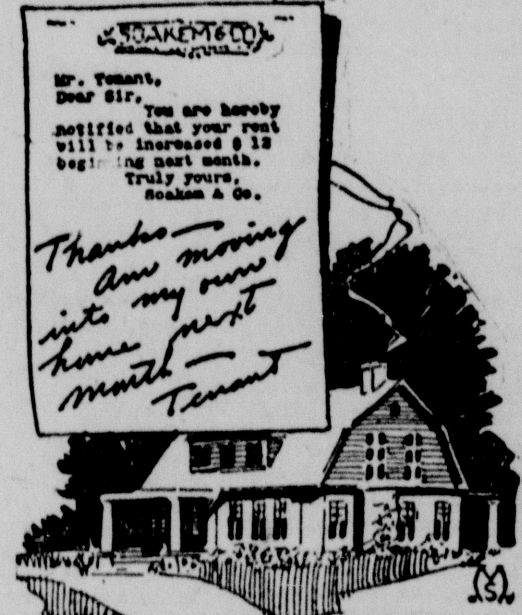 SOAKEM & CO.
Mr. Tenant,
Dear Sir,
You are hereby
notified that your rent
will be increased $ 12
beginning next month.
Truly yours,
Soakem & Co.
Thanks—
Am moving
into my own
home next
month—
Tenant